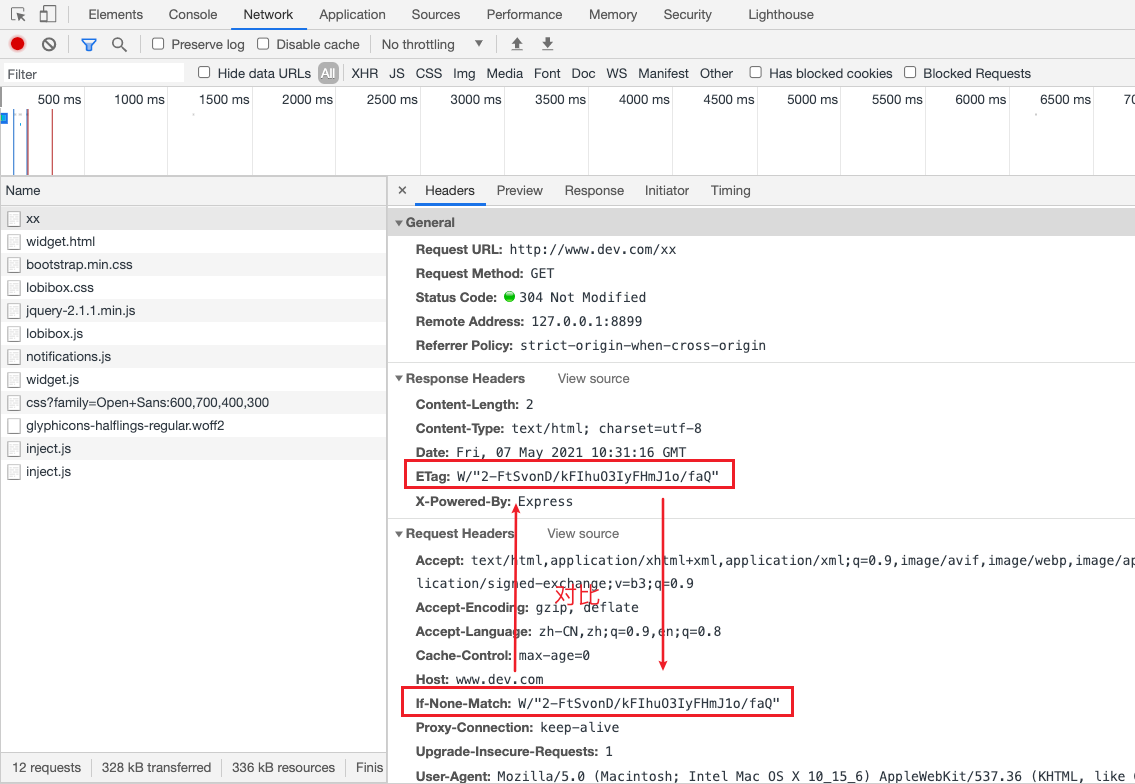 Elements Console Network Application Sources Performance Memory Security Lighthouse
Preserve log Disable cache No throttling
Filter Hide data URLs All XHR JS CSS Img Media Font Doc WS Manifest Other Has blocked cookies Blocked Requests
500 ms 1000 ms 1500 ms 2000 ms 2500 ms 3000 ms 3500 ms 4000 ms 4500 ms 5000 ms 5500 ms 6000 ms 6500 ms
Name
xx
widget.html
bootstrap.min.css
lobibox.css
jquery-2.1.1.min.js
lobibox.js
notifications.js
widget.js
css?family=Open+Sans:600,700,400,300
glyphicons-halflings-regular.woff2
inject.js
inject.js
12 requests 328 kB transferred 336 kB resources Finis
× Headers Preview Response Initiator Timing
General
Request URL: http://www.dev.com/xx
Request Method: GET
Status Code: 304 Not Modified
Remote Address: 127.0.0.1:8899
Referrer Policy: strict-origin-when-cross-origin
Response Headers View source
Content-Length: 2
Content-Type: text/html; charset=utf-8
Date: Fri, 07 May 2021 10:31:16 GMT
ETag: W/"2-FtSvonD/kFIhuO3IyFHmJ1o/faQ"
X-Powered-By: Express
Request Headers View source
Accept: text/html,application/xhtml+xml,application/xml;q=0.9,image/avif,image/webp,image/ap
lication/signed-exchange;v=b3;q=0.9
对比
Accept-Encoding: gzip, deflate
Accept-Language: zh-CN,zh;q=0.9,en;q=0.8
Cache-Control: max-age=0
Host: www.dev.com
If-None-Match: W/"2-FtSvonD/kFIhuO3IyFHmJ1o/faQ"
Proxy-Connection: keep-alive
Upgrade-Insecure-Requests: 1
User-Agent: Mozilla/5.0 (Macintosh; Intel Mac OS X 10_15_6) AppleWebKit/537.36 (KHTML, like